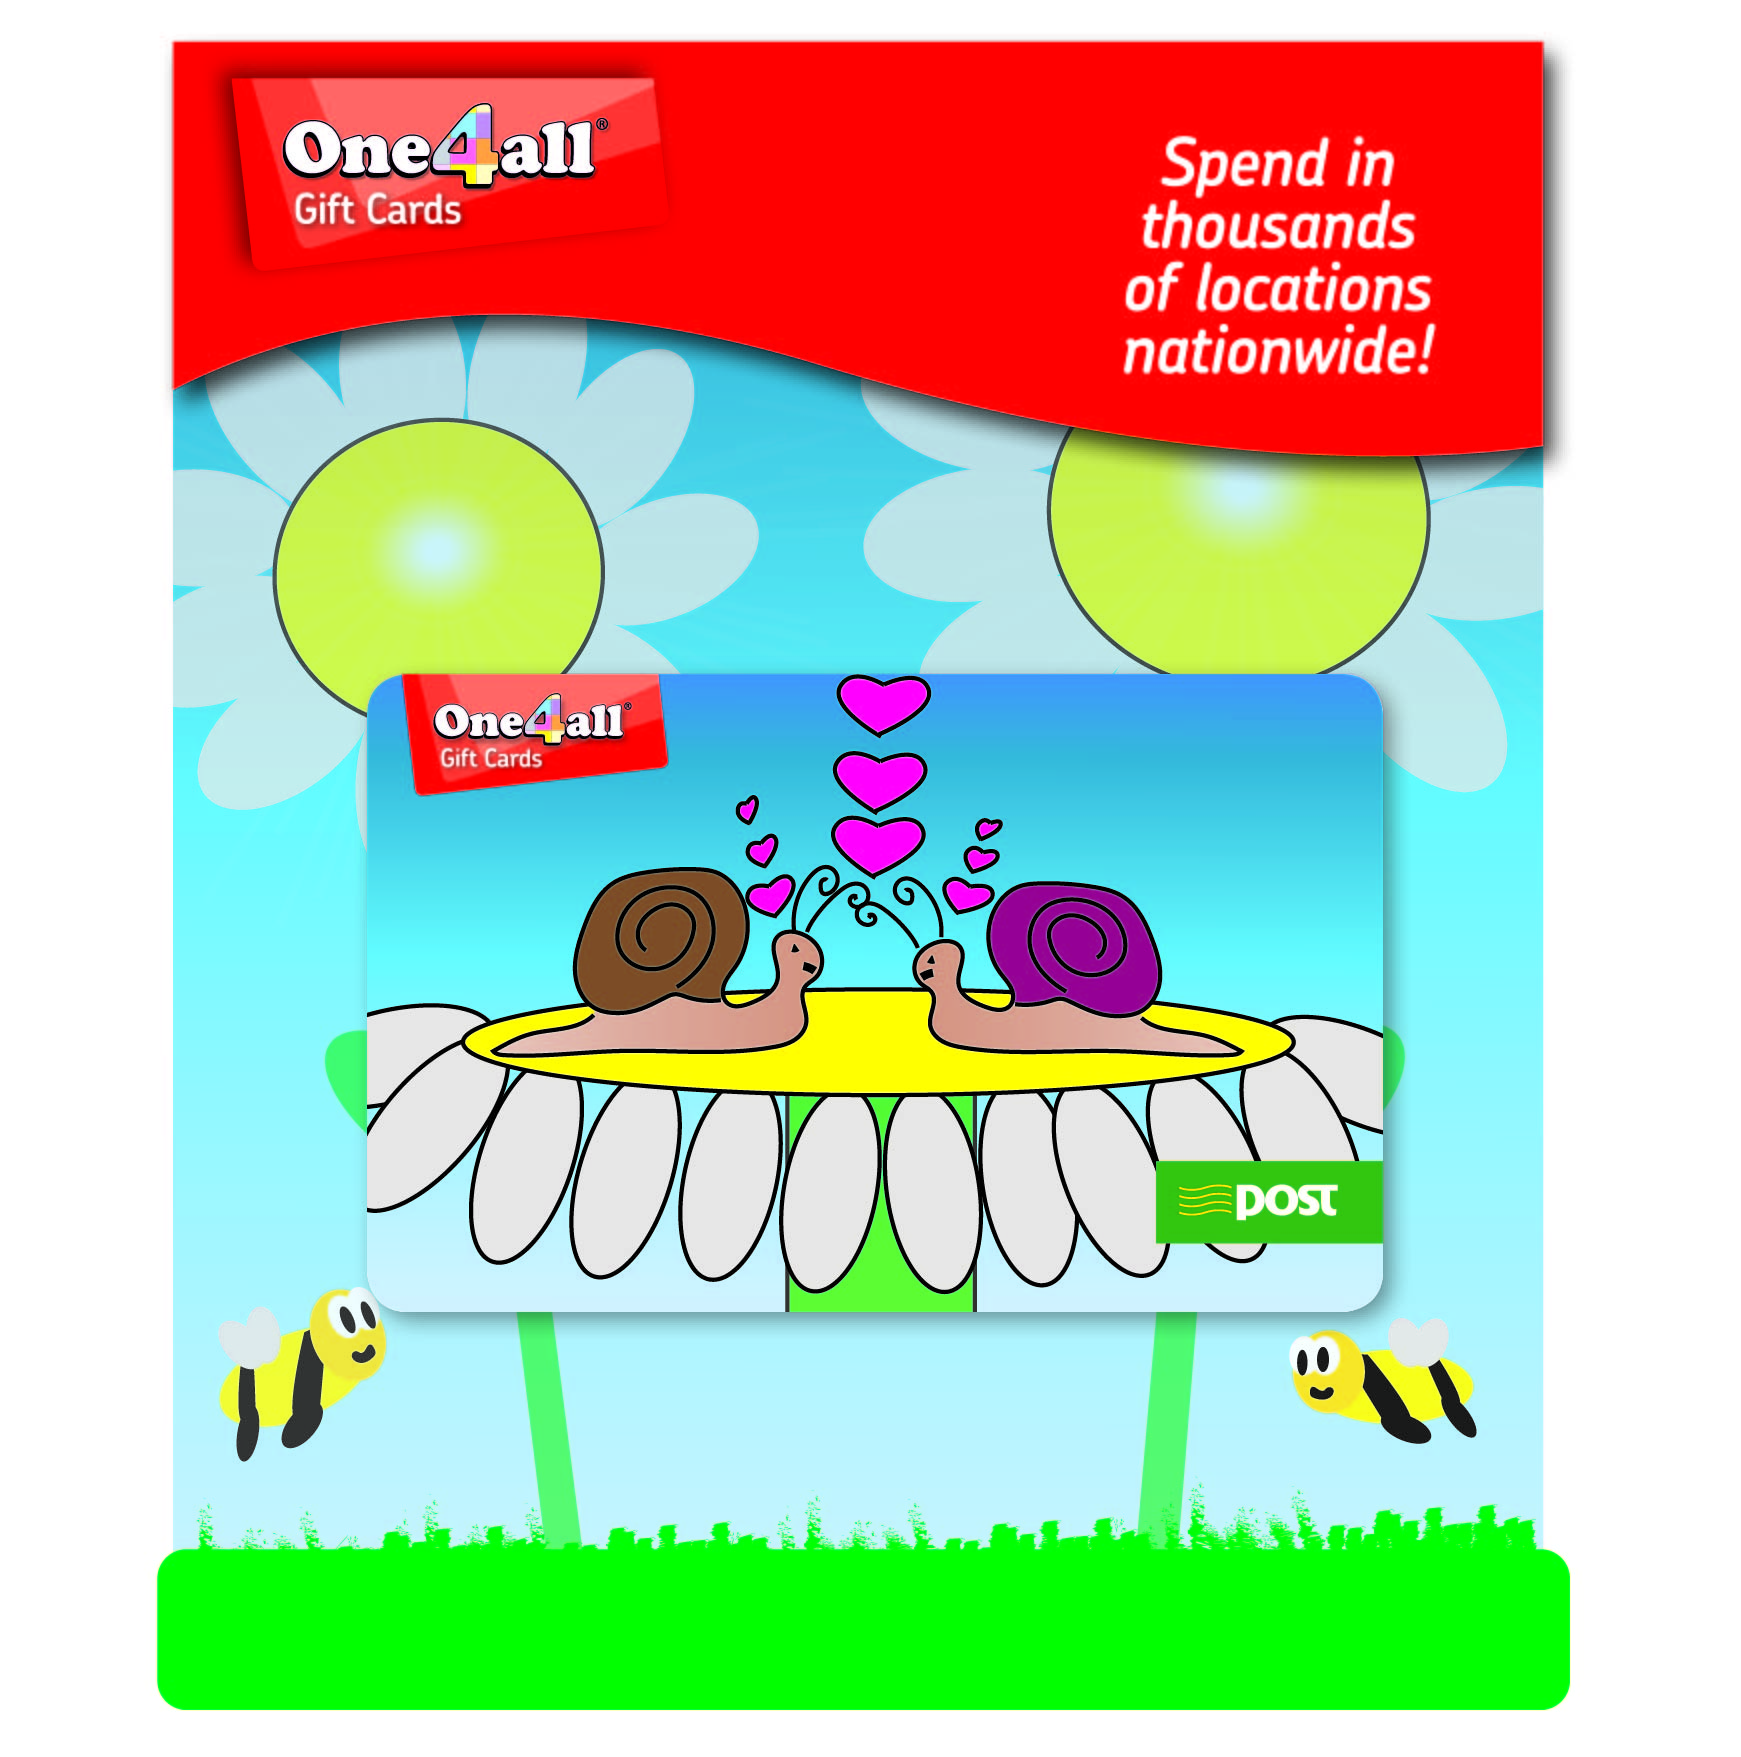 One4all®
Gift Cards
Spend in
thousands
of locations
nationwide!
One4all®
Gift Cards
post